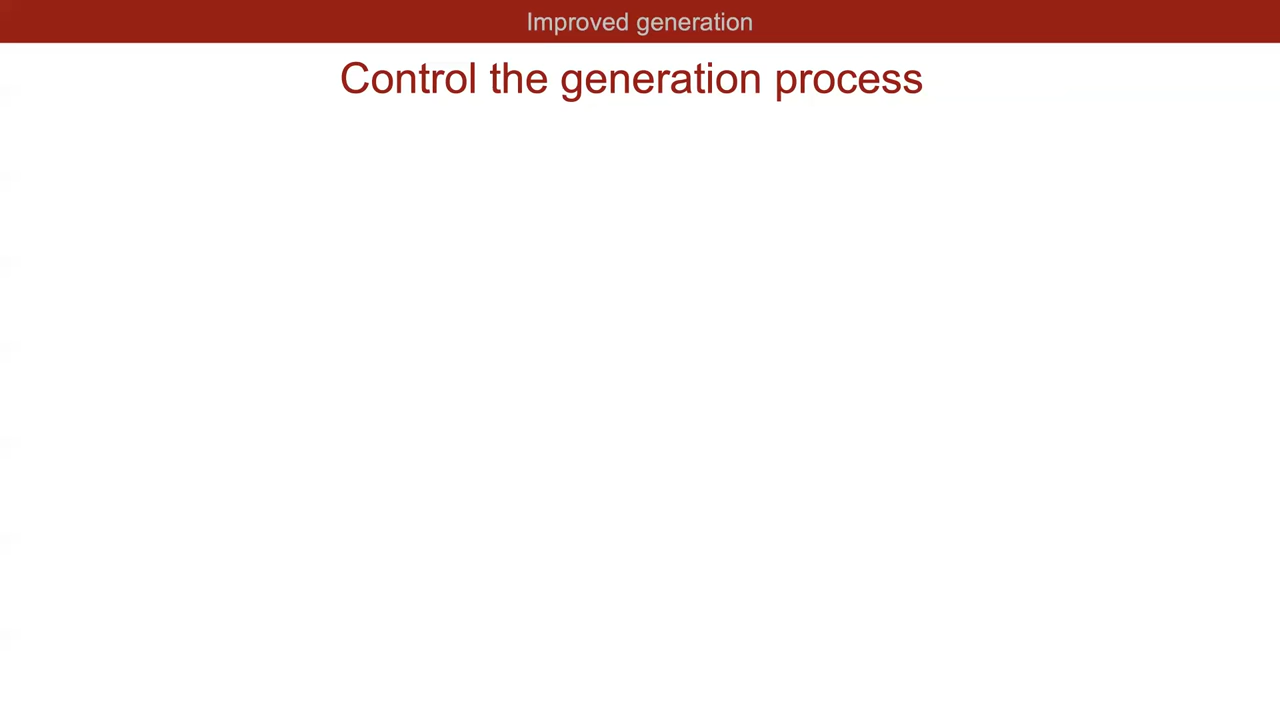 Improved generation
Control the generation process